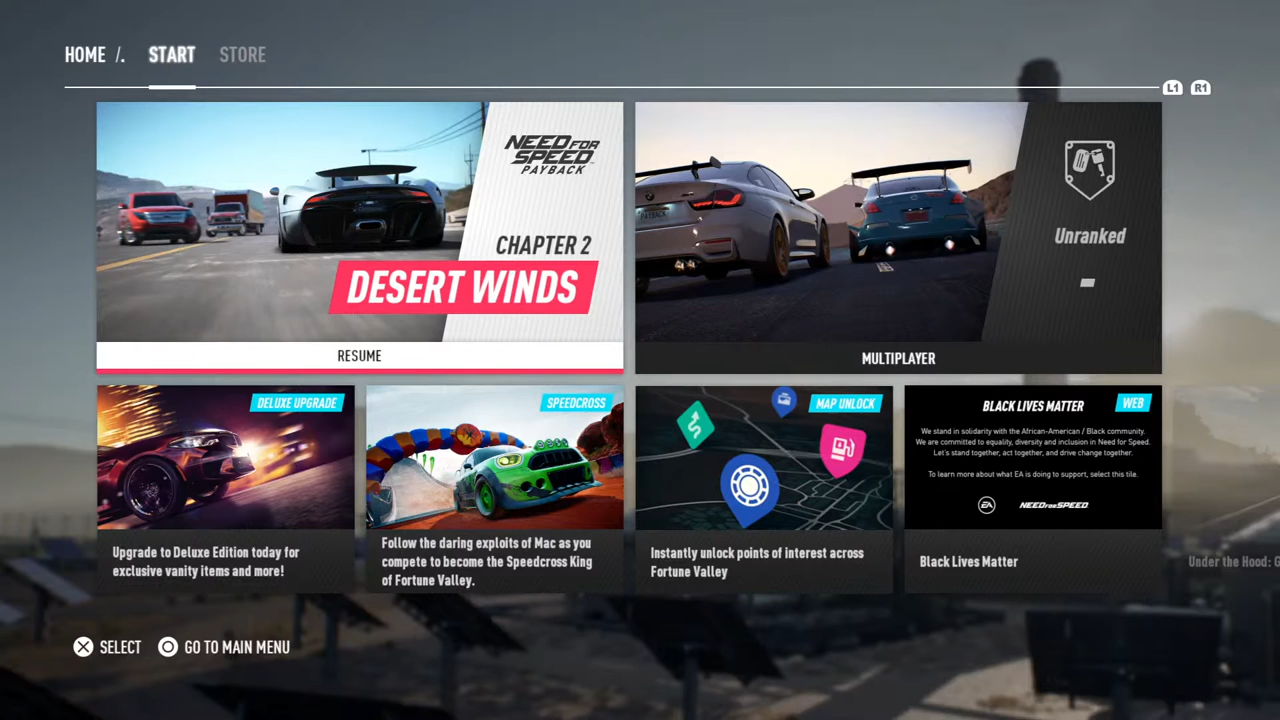 HOME /. START STORE
L1 R1
NEED FOR
SPEED
PAYBACK
CHAPTER 2
DESERT WINDS
RESUME
PAYBACK
Unranked
MULTIPLAYER
DELUXE UPGRADE
Upgrade to Deluxe Edition today for
exclusive vanity items and more!
SPEEDCROSS
Follow the daring exploits of Mac as you
compete to become the Speedcross King
of Fortune Valley.
MAP UNLOCK
Instantly unlock points of interest across
Fortune Valley
BLACK LIVES MATTER
WEB
We stand in solidarity with the African-American / Black community.
We are committed to equality, diversity and inclusion in Need for Speed.
Let's stand together, act together, and drive change together.
To learn more about what EA is doing to support, select this tile.
EA NEED FOR SPEED
Black Lives Matter
Under the Hood: G
SELECT GO TO MAIN MENU